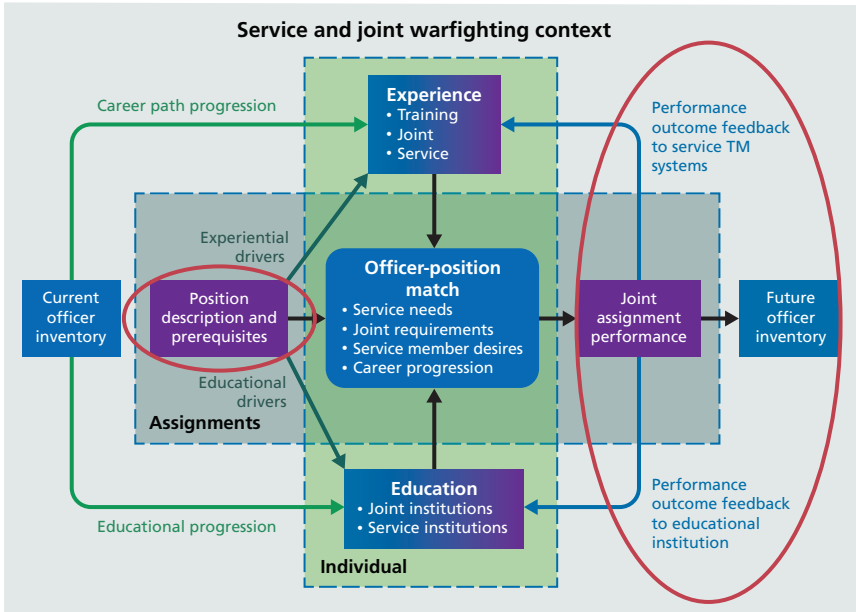 Service and joint warfighting context
Career path progression
Experience
• Training
• Joint
• Service
Performance
outcome feedback
to service TM
systems
Experiential
drivers
Current
officer
inventory
Position
description and
prerequisites
Officer-position
match
• Service needs
• Joint requirements
• Service member desires
• Career progression
Joint
assignment
performance
Future
officer
inventory
Educational
drivers
Assignments
Educational progression
Education
• Joint institutions
• Service institutions
Performance
outcome feedback
to educational
institution
Individual